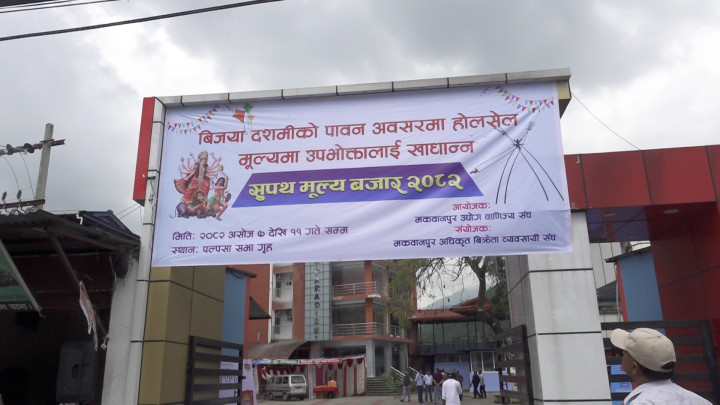 बिजया दशमीको पावन अवसरमा होलसेल
मूल्यमा उपभोक्तालाई खाद्यान्न
सुपथ मूल्य बजार २०८२
मिति: २०८२ असोज ७ देखि ११ गते सम्म
स्थान: पल्पसा सभा गृह
आयोजक:
मकवानपुर उद्योग वाणिज्य संघ
संयोजक:
मकवानपुर अधिकृत बिक्रेता व्यवसायी संघ